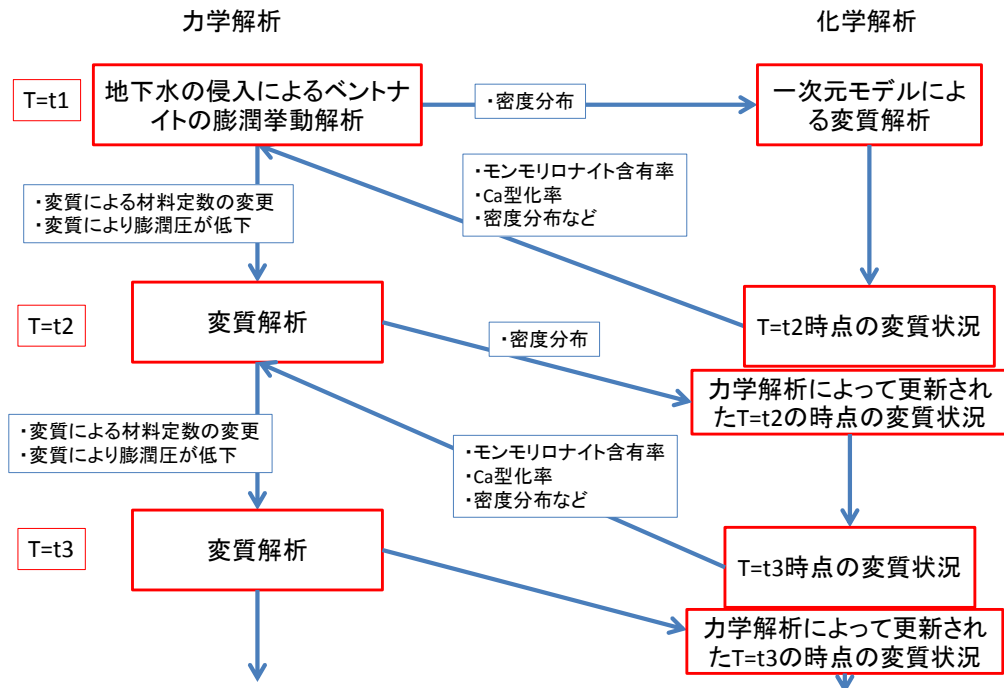 力学解析
化学解析
T=t1
地下水の侵入によるベントナ
イトの膨潤挙動解析
・密度分布
一次元モデルによ
る変質解析
・モンモリロナイト含有率
・Ca型化率
・密度分布など
・変質による材料定数の変更
・変質により膨潤圧が低下
T=t2
変質解析
・密度分布
T=t2時点の変質状況
力学解析によって更新され
たT=t2の時点の変質状況
・変質による材料定数の変更
・変質により膨潤圧が低下
・モンモリロナイト含有率
・Ca型化率
・密度分布など
T=t3
変質解析
T=t3時点の変質状況
力学解析によって更新され
たT=t3の時点の変質状況